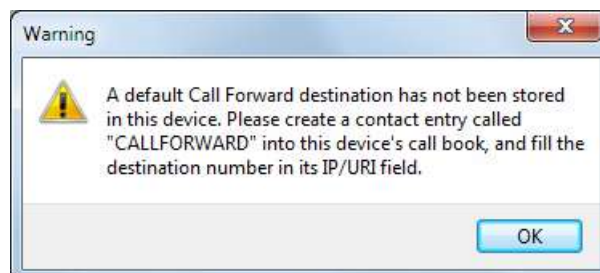 Warning
A default Call Forward destination has not been stored
in this device. Please create a contact entry called
"CALLFORWARD" into this device's call book, and fill the
destination number in its IP/URI field.
OK